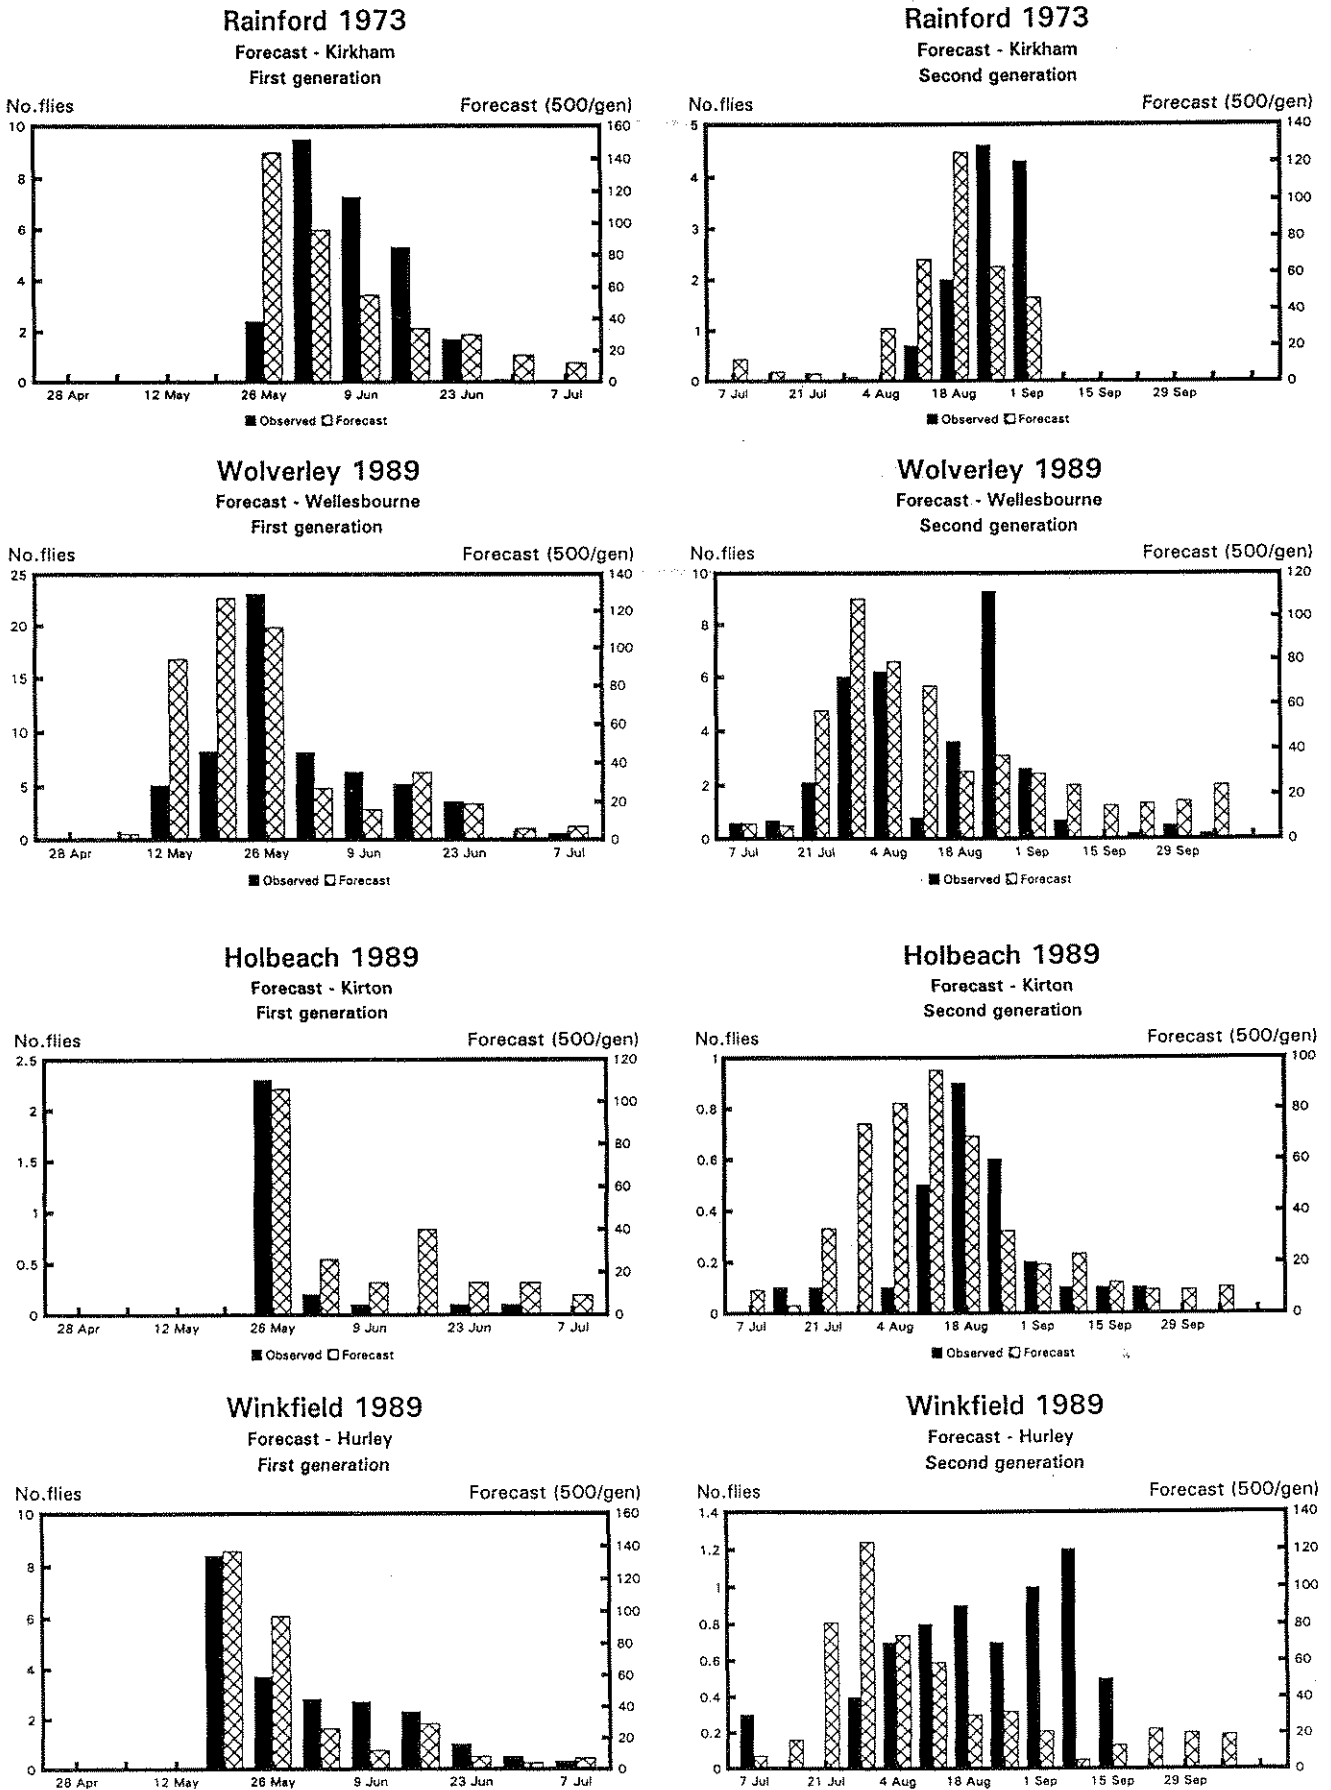 Rainford 1973
Forecast - Kirkham
First generation
No.flies Forecast (500/gen)
10 8 6 4 2 0
160 140 120 100 80 60 40 20 0
28 Apr 12 May 26 May 9 Jun 23 Jun 7 Jul
Observed Forecast
Rainford 1973
Forecast - Kirkham
Second generation
No.flies Forecast (500/gen)
5 4 3 2 1 0
140 120 100 80 60 40 20 0
7 Jul 21 Jul 4 Aug 18 Aug 1 Sep 15 Sep 29 Sep
Observed Forecast
Wolverley 1989
Forecast - Wellesbourne
First generation
No.flies Forecast (500/gen)
25 20 15 10 5 0
140 120 100 80 60 40 20 0
28 Apr 12 May 26 May 9 Jun 23 Jun 7 Jul
Observed Forecast
Wolverley 1989
Forecast - Wellesbourne
Second generation
No.flies Forecast (500/gen)
10 8 6 4 2 0
120 100 80 60 40 20 0
7 Jul 21 Jul 4 Aug 18 Aug 1 Sep 15 Sep 29 Sep
Observed Forecast
Holbeach 1989
Forecast - Kirton
First generation
No.flies Forecast (500/gen)
2.5 2 1.5 1 0.5 0
120 100 80 60 40 20 0
28 Apr 12 May 26 May 9 Jun 23 Jun 7 Jul
Observed Forecast
Holbeach 1989
Forecast - Kirton
Second generation
No.flies Forecast (500/gen)
1 0.8 0.6 0.4 0.2 0
100 80 60 40 20 0
7 Jul 21 Jul 4 Aug 18 Aug 1 Sep 15 Sep 29 Sep
Observed Forecast
Winkfield 1989
Forecast - Hurley
First generation
No.flies Forecast (500/gen)
10 8 6 4 2 0
160 140 120 100 80 60 40 20 0
28 Apr 12 May 26 May 9 Jun 23 Jun 7 Jul
Observed Forecast
Winkfield 1989
Forecast - Hurley
Second generation
No.flies Forecast (500/gen)
1.4 1.2 1 0.8 0.6 0.4 0.2 0
140 120 100 80 60 40 20 0
7 Jul 21 Jul 4 Aug 18 Aug 1 Sep 15 Sep 29 Sep
Observed Forecast